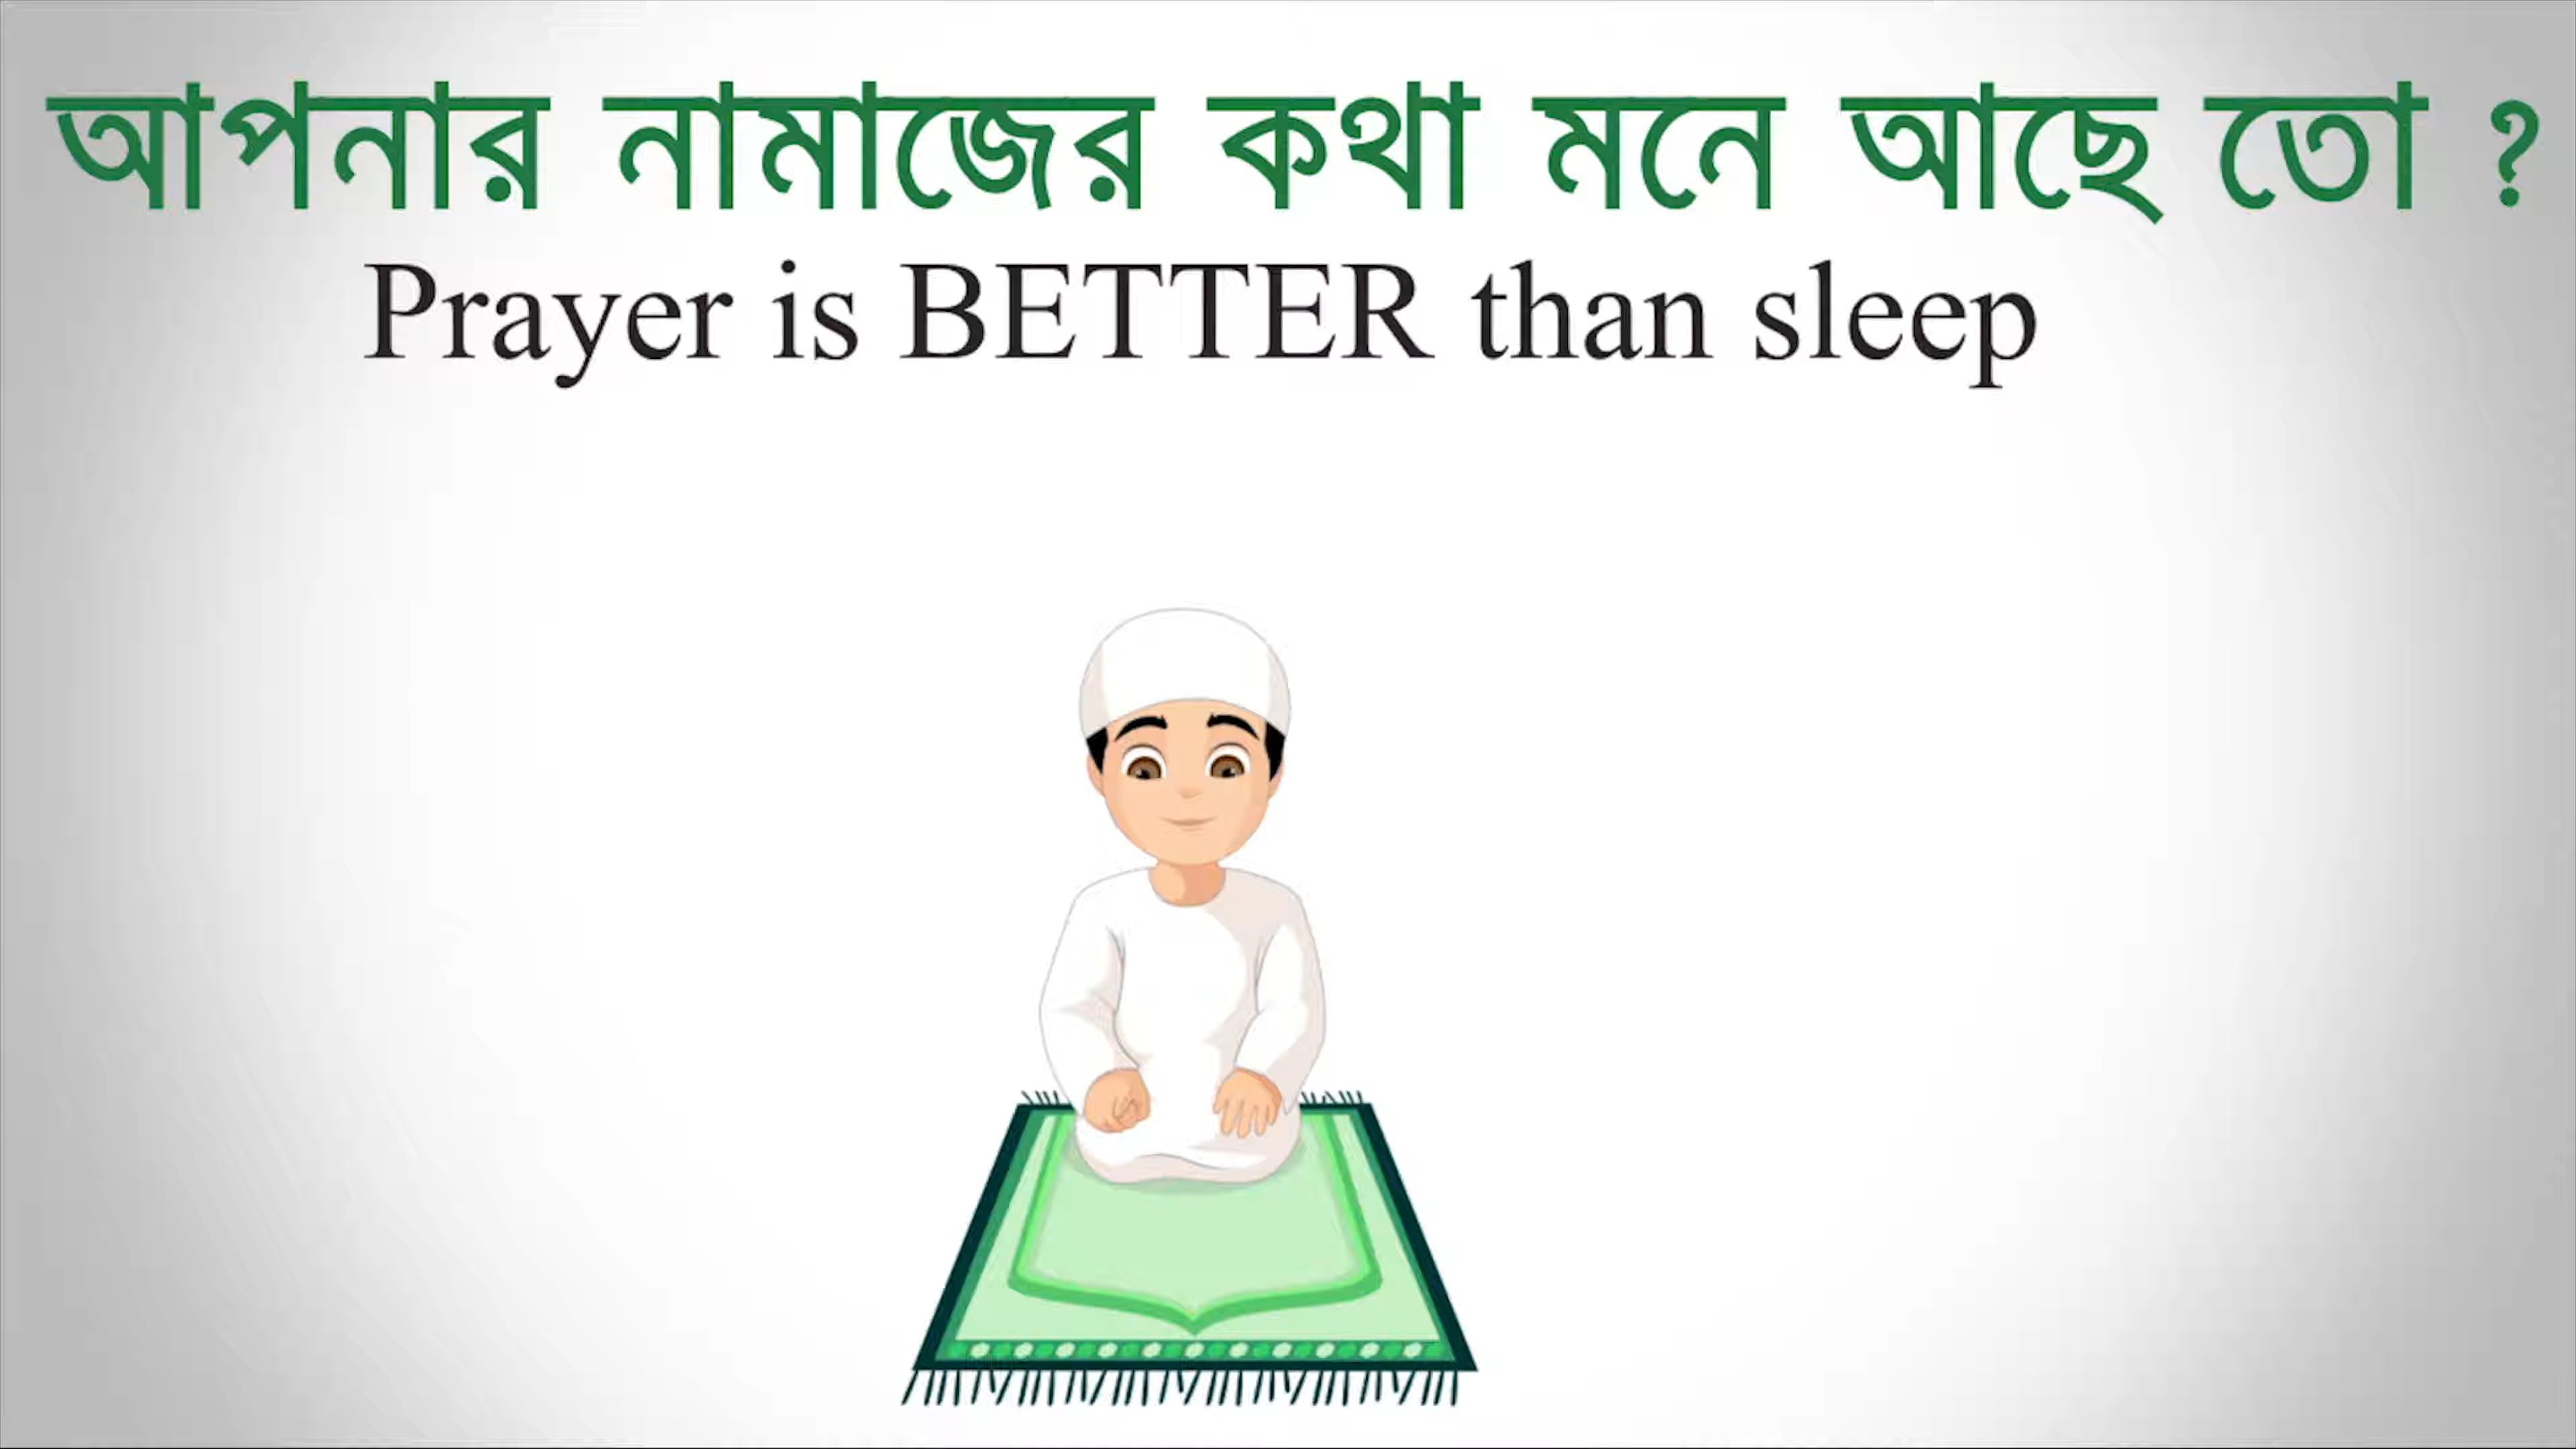 আপনার নামাজের কথা মনে আছে তো ?
Prayer is BETTER than sleep